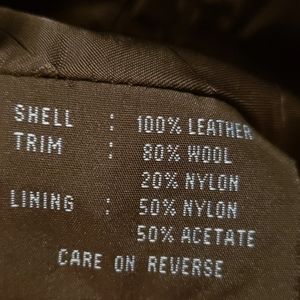 SHELL : 100% LEATHER
TRIM : 80% WOOL
20% NYLON
LINING : 50% NYLON
50% ACETATE
CARE ON REVERSE